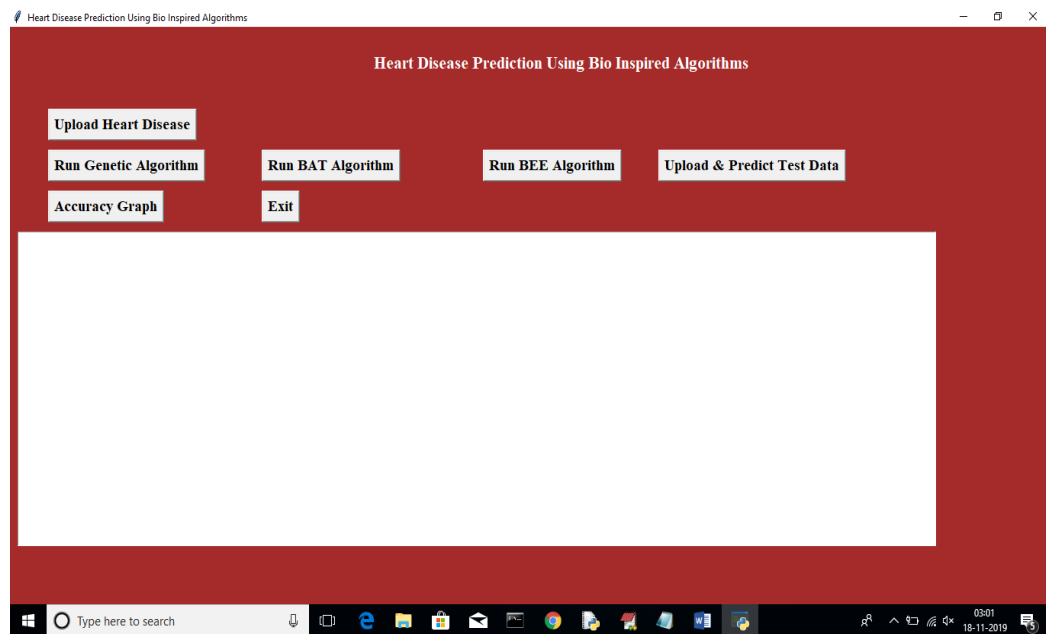 Heart Disease Prediction Using Bio Inspired Algorithms
Heart Disease Prediction Using Bio Inspired Algorithms
Upload Heart Disease
Run Genetic Algorithm
Run BAT Algorithm
Run BEE Algorithm
Upload & Predict Test Data
Accuracy Graph
Exit
Type here to search
03:01
18-11-2019
5